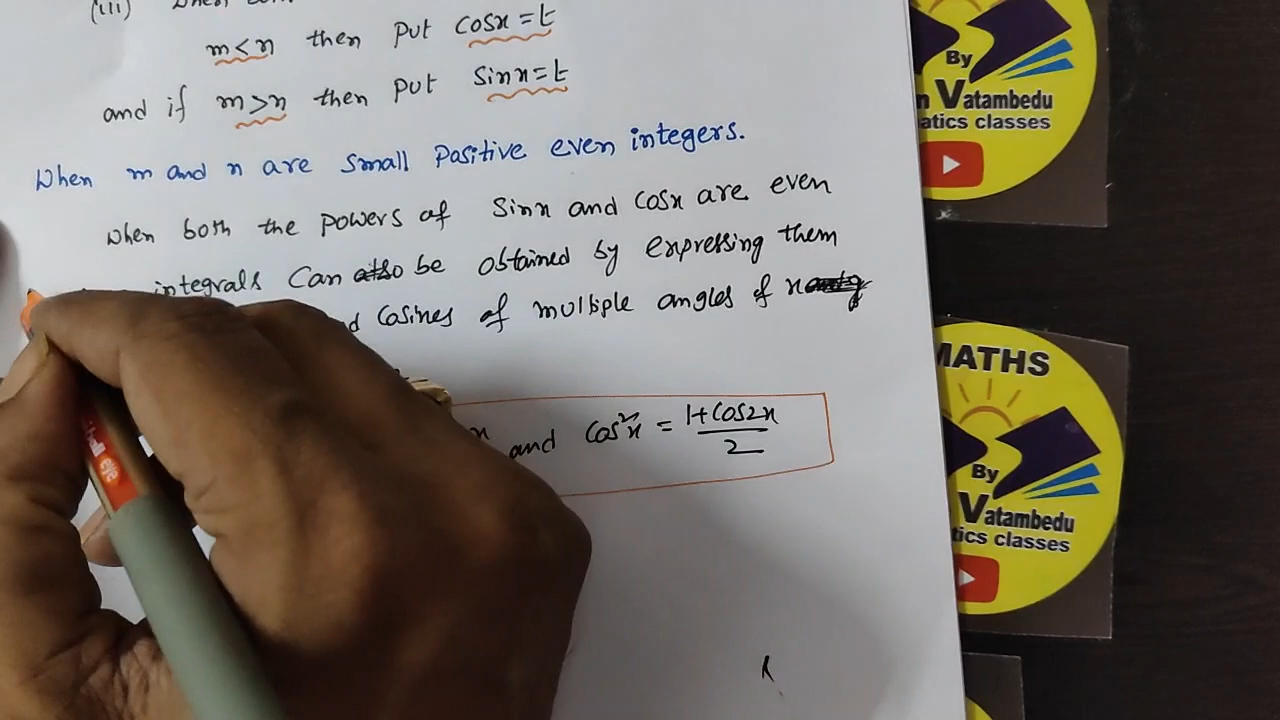 (iii) When
m<n then put cosx=t
and if m>n then put sinx=t
When m and n are small positive even integers.
When both the powers of sinx and cosx are even
integrals can be obtained by expressing them
cosines of multiple angles of x
and cos²x = 1+cos2x / 2
By
Vatambedu
atics classes
MATHS
By
Vatambedu
tics classes